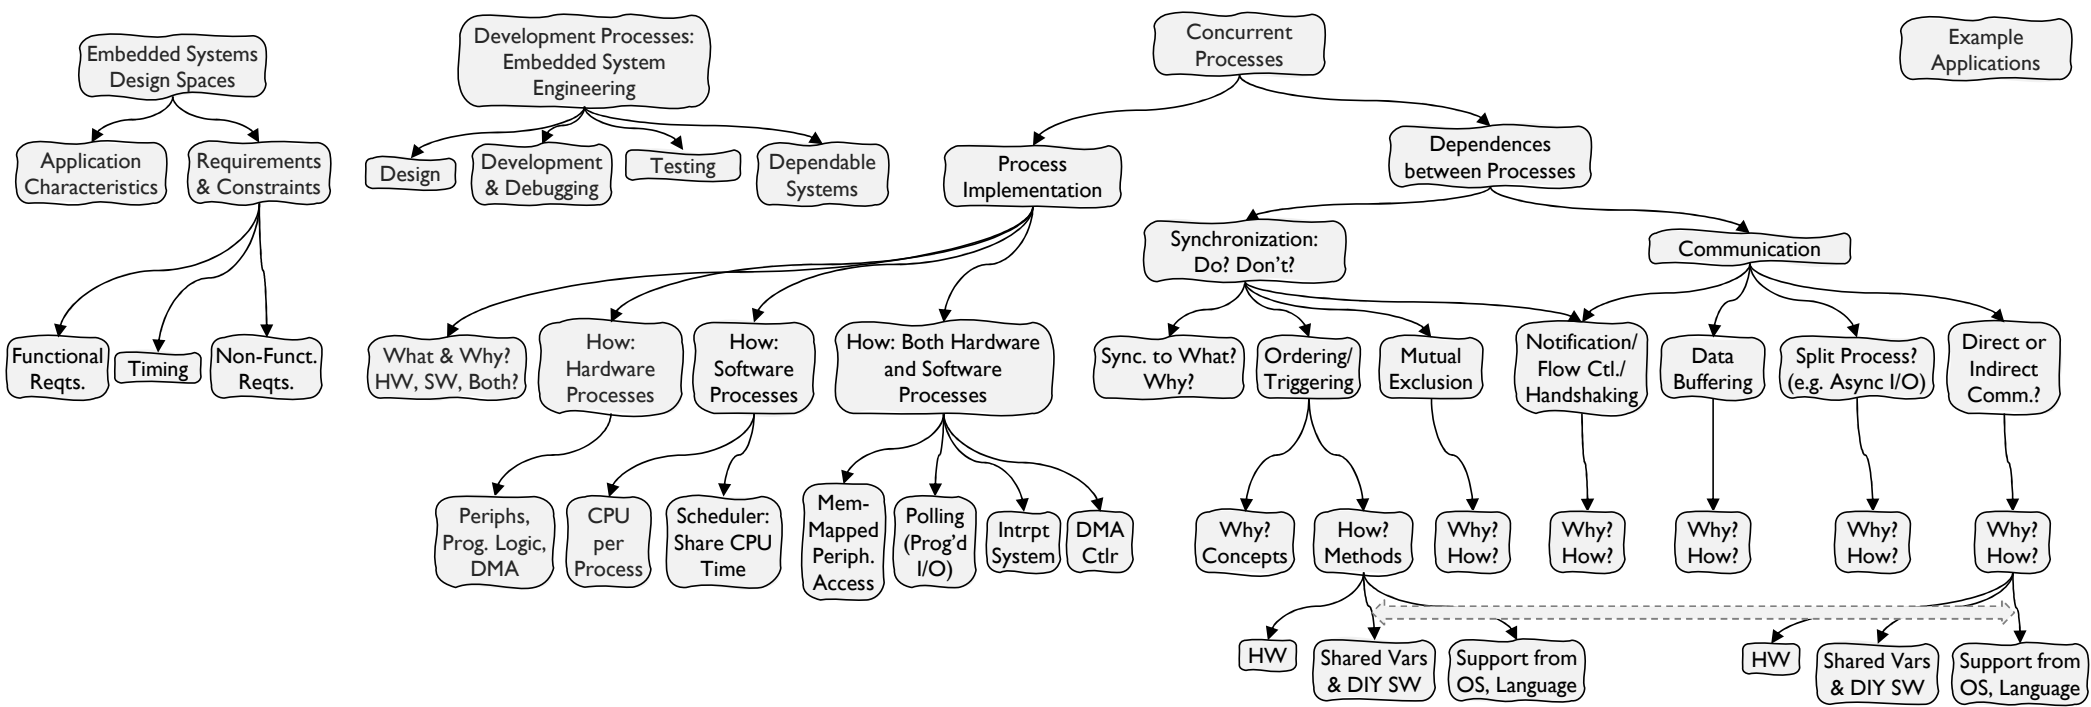 Embedded Systems
Design Spaces
Development Processes:
Embedded System
Engineering
Concurrent
Processes
Example
Applications
Application
Characteristics
Requirements
& Constraints
Design
Development
& Debugging
Testing
Dependable
Systems
Process
Implementation
Dependences
between Processes
Synchronization:
Do? Don't?
Communication
Functional
Reqts.
Timing
Non-Funct.
Reqts.
What & Why?
HW, SW, Both?
How:
Hardware
Processes
How:
Software
Processes
How: Both Hardware
and Software
Processes
Sync. to What?
Why?
Ordering/
Triggering
Mutual
Exclusion
Notification/
Flow Ctl./
Handshaking
Data
Buffering
Split Process?
(e.g. Async I/O)
Direct or
Indirect
Comm.?
Periphs,
Prog. Logic,
DMA
CPU
per
Process
Scheduler:
Share CPU
Time
Mem-
Mapped
Periph.
Access
Polling
(Prog'd
I/O)
Intrpt
System
DMA
Ctlr
Why?
Concepts
How?
Methods
Why?
How?
Why?
How?
Why?
How?
Why?
How?
Why?
How?
HW
Shared Vars
& DIY SW
Support from
OS, Language
HW
Shared Vars
& DIY SW
Support from
OS, Language